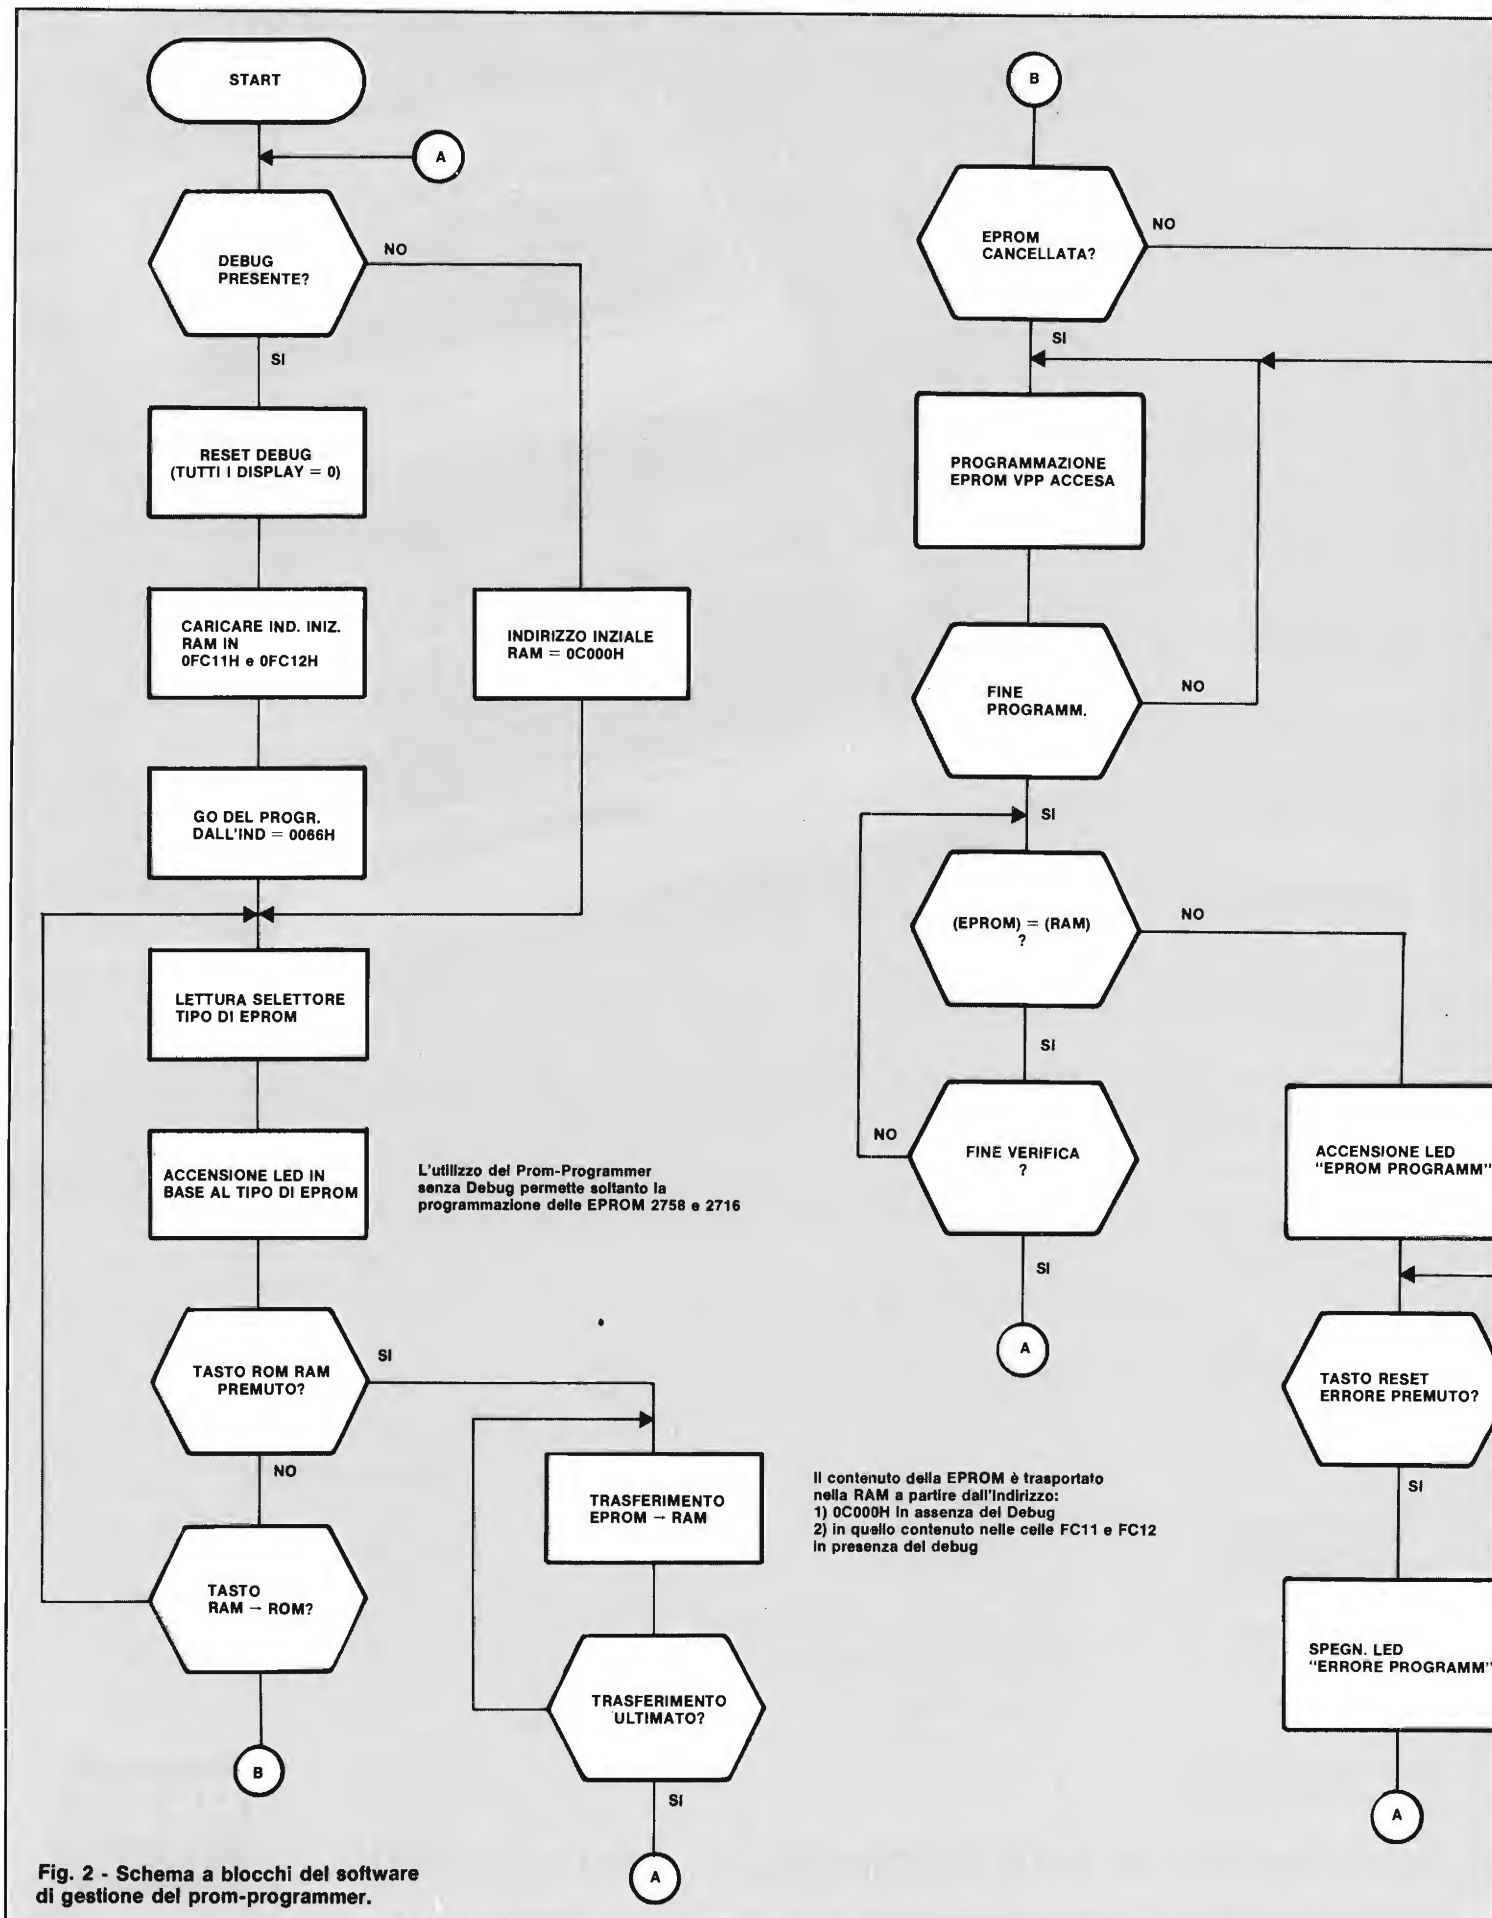 START
A
DEBUG
PRESENTE?
NO
SI
RESET DEBUG
(TUTTI I DISPLAY = 0)
CARICARE IND. INIZ.
RAM IN
0FC11H e 0FC12H
INDIRIZZO INZIALE
RAM = 0C000H
GO DEL PROGR.
DALL'IND = 0066H
LETTURA SELETTORE
TIPO DI EPROM
ACCENSIONE LED IN
BASE AL TIPO DI EPROM
L'utilizzo del Prom-Programmer
senza Debug permette soltanto la
programmazione delle EPROM 2758 e 2716
TASTO ROM RAM
PREMUTO?
SI
NO
TRASFERIMENTO
EPROM → RAM
TASTO
RAM → ROM?
TRASFERIMENTO
ULTIMATO?
B
SI
A
Fig. 2 - Schema a blocchi del software
di gestione del prom-programmer.
B
EPROM
CANCELLATA?
NO
SI
PROGRAMMAZIONE
EPROM VPP ACCESA
FINE
PROGRAMM.
NO
SI
(EPROM) = (RAM)
?
NO
SI
FINE VERIFICA
?
NO
SI
A
ACCENSIONE LED
"EPROM PROGRAMM"
TASTO RESET
ERRORE PREMUTO?
SI
SPEGN. LED
"ERRORE PROGRAMM"
A
Il contenuto della EPROM è trasportato
nella RAM a partire dall'Indirizzo:
1) 0C000H in assenza del Debug
2) in quello contenuto nelle celle FC11 e FC12
in presenza del debug